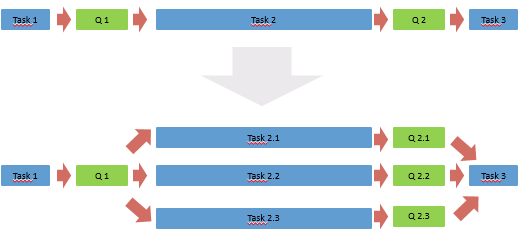 Task 1 Q 1 Task 2 Q 2 Task 3
Task 2.1 Q 2.1
Task 1 Q 1 Task 2.2 Q 2.2 Task 3
Task 2.3 Q 2.3